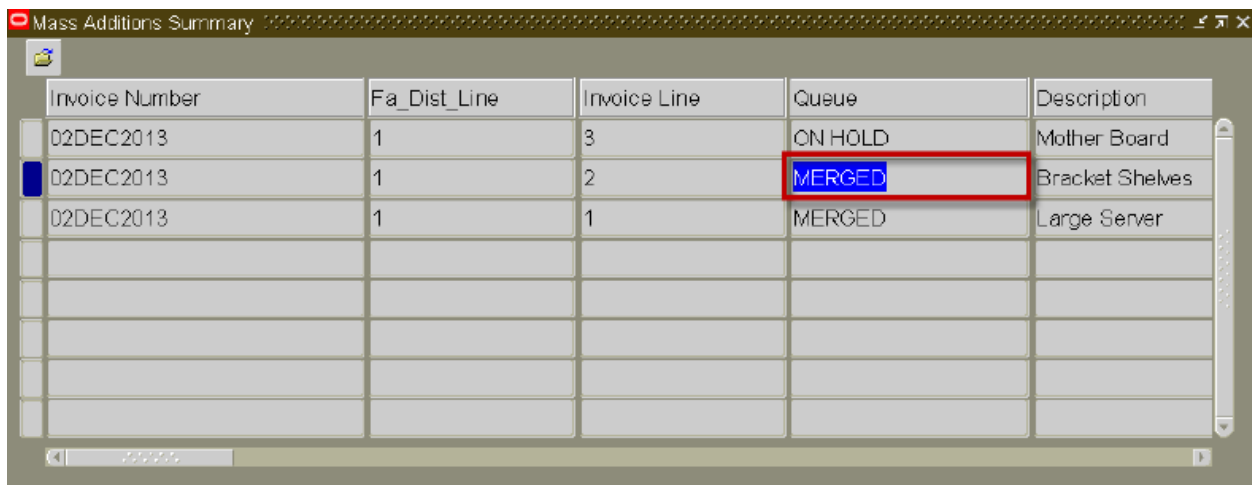 Mass Additions Summary
Invoice Number Fa_Dist_Line Invoice Line Queue Description
02DEC2013 1 3 ON HOLD Mother Board
02DEC2013 1 2 MERGED Bracket Shelves
02DEC2013 1 1 MERGED Large Server